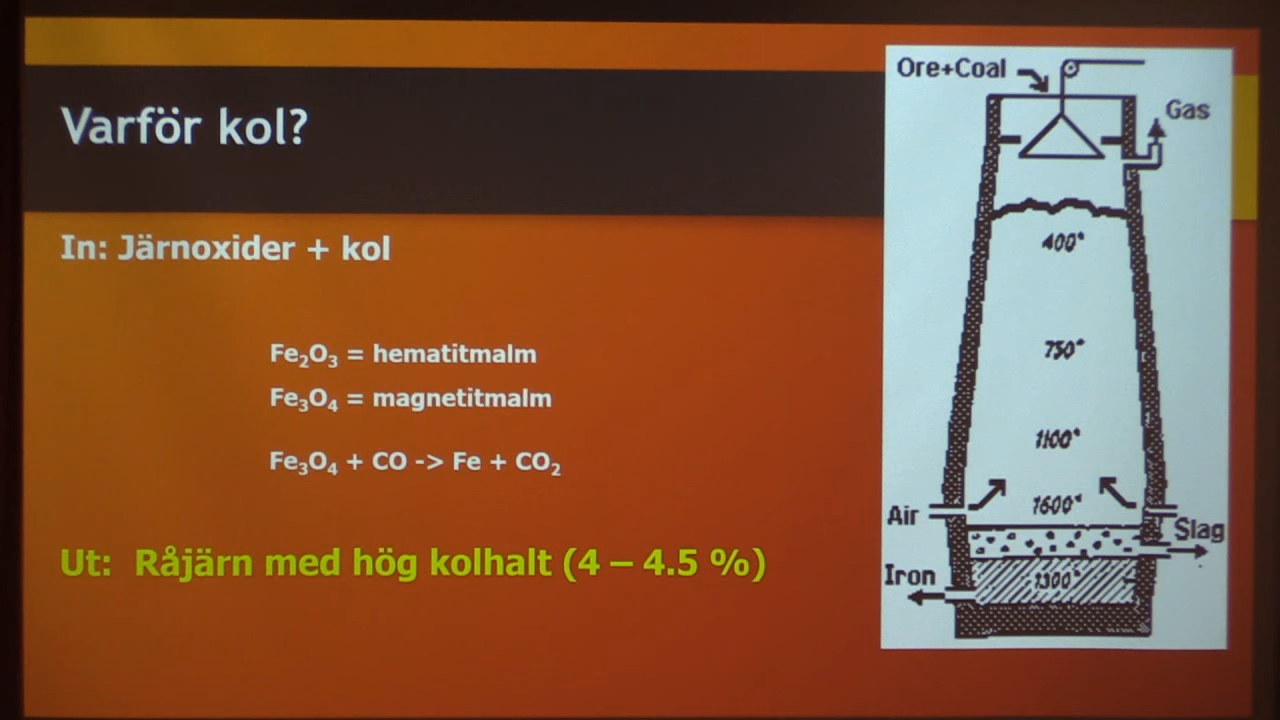 Varför kol?
In: Järnoxider + kol
Fe₂O₃ = hematitmalm
Fe₃O₄ = magnetitmalm
Fe₃O₄ + CO -> Fe + CO₂
Ut: Råjärn med hög kolhalt (4 – 4.5 %)
Ore+Coal
Gas
400°
750°
1100°
1600°
Air
Slag
Iron
1300°